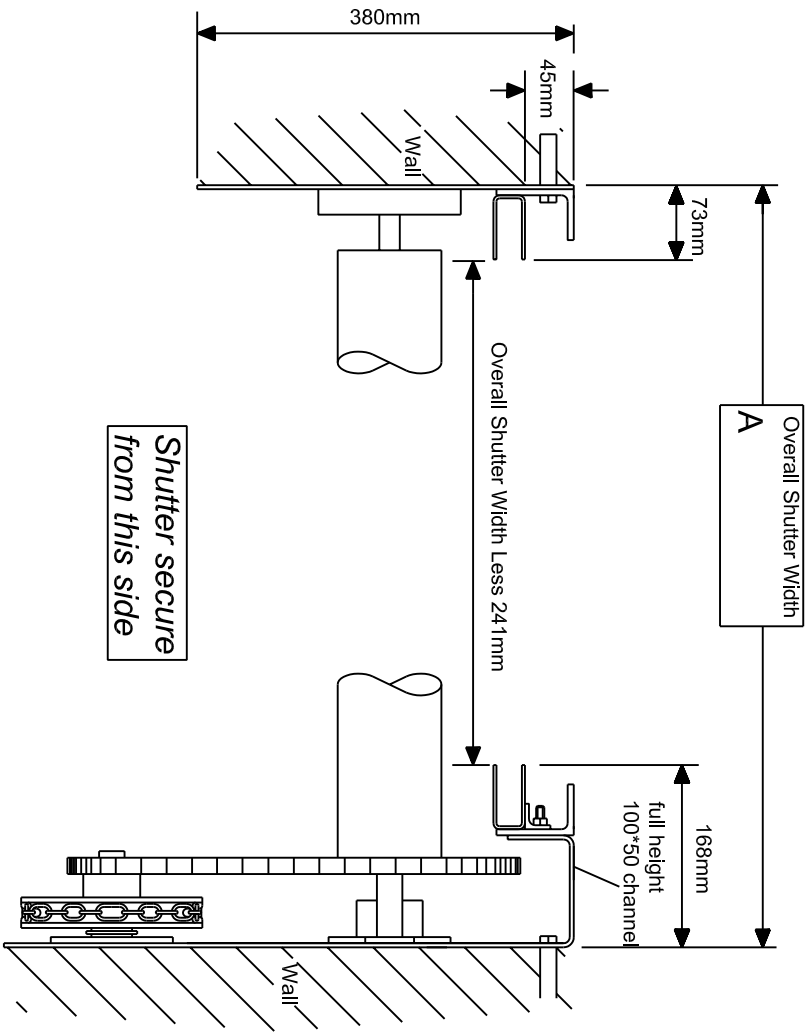 380mm
45mm
Wall
73mm
Overall Shutter Width
A
Overall Shutter Width Less 241mm
Shutter secure
from this side
168mm
full height
100*50 channel
Wall